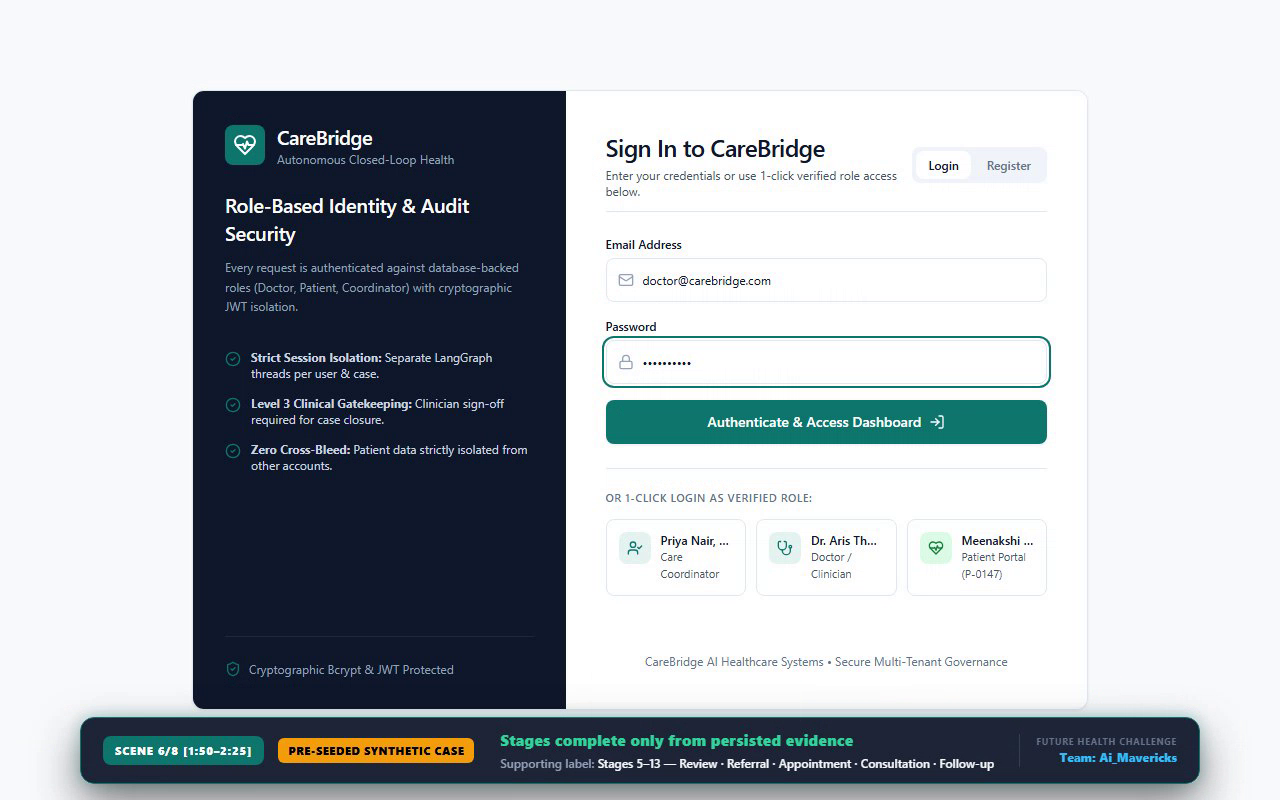 CareBridge
Autonomous Closed-Loop Health
Role-Based Identity & Audit
Security
Every request is authenticated against database-backed
roles (Doctor, Patient, Coordinator) with cryptographic
JWT isolation.
Strict Session Isolation: Separate LangGraph
threads per user & case.
Level 3 Clinical Gatekeeping: Clinician sign-off
required for case closure.
Zero Cross-Bleed: Patient data strictly isolated from
other accounts.
Cryptographic Bcrypt & JWT Protected
Sign In to CareBridge
Enter your credentials or use 1-click verified role access
below.
Login
Register
Email Address
doctor@carebridge.com
Password
••••••••••
Authenticate & Access Dashboard
OR 1-CLICK LOGIN AS VERIFIED ROLE:
Priya Nair, ...
Care
Coordinator
Dr. Aris Th...
Doctor /
Clinician
Meenakshi ...
Patient Portal
(P-0147)
CareBridge AI Healthcare Systems • Secure Multi-Tenant Governance
SCENE 6/8 [1:50–2:25]
PRE-SEEDED SYNTHETIC CASE
Stages complete only from persisted evidence
Supporting label: Stages 5–13 — Review · Referral · Appointment · Consultation · Follow-up
FUTURE HEALTH CHALLENGE
Team: Ai_Mavericks